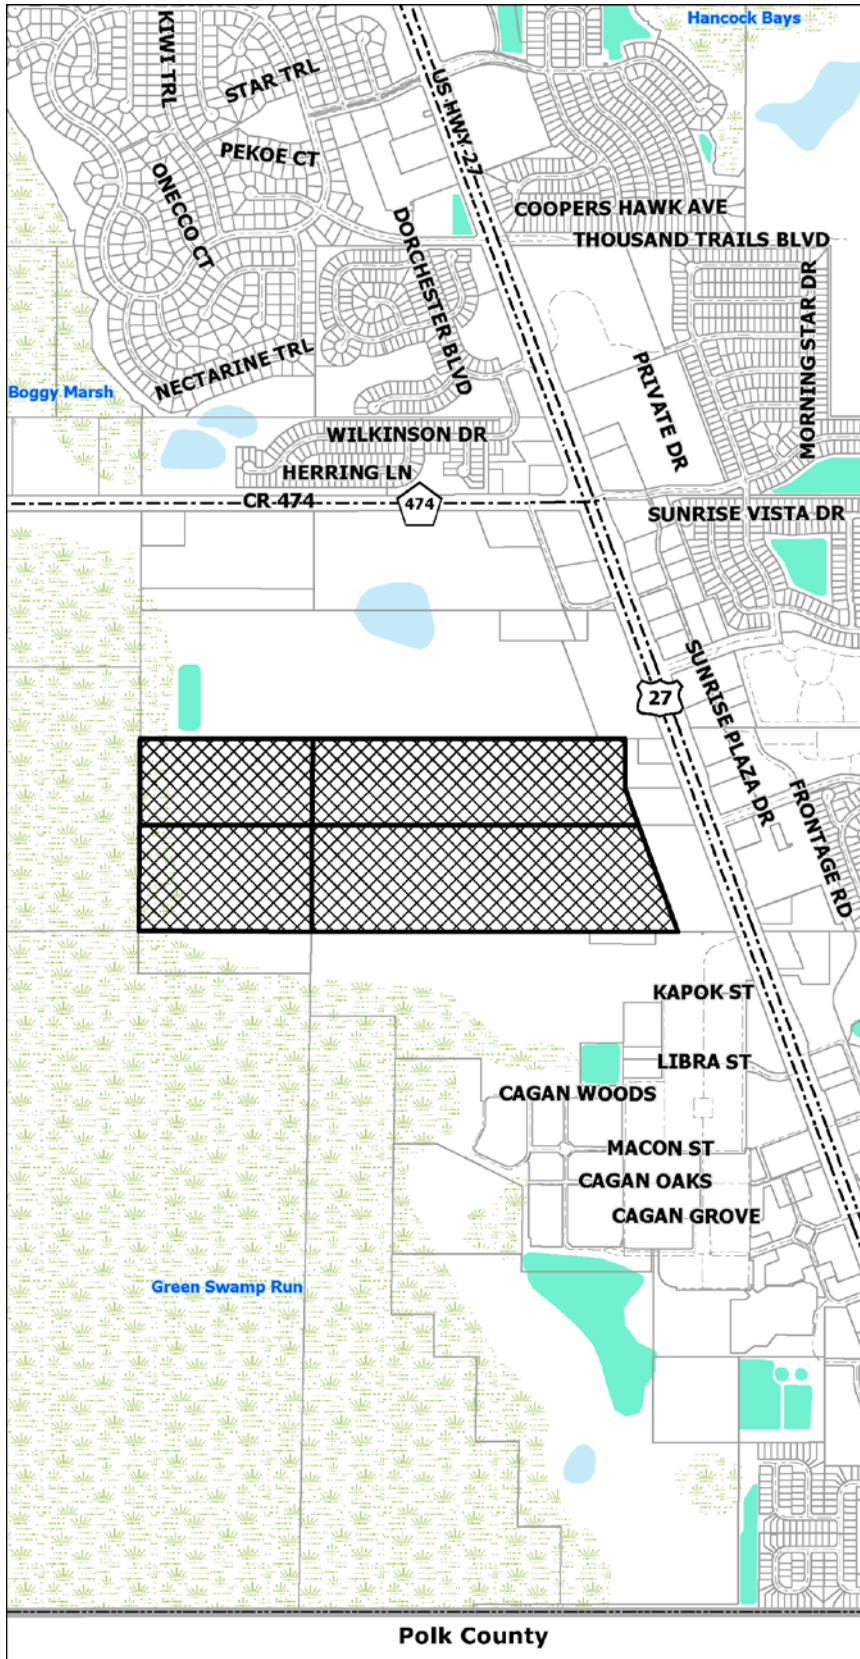 Hancock Bays
KIWI TRL
STAR TRL
US HWY 27
PEKOE CT
ONECCO CT
COOPERS HAWK AVE
DORCHESTER BLVD
THOUSAND TRAILS BLVD
MORNING STAR DR
NECTARINE TRL
PRIVATE DR
Boggy Marsh
WILKINSON DR
HERRING LN
CR 474
474
SUNRISE VISTA DR
27
SUNRISE PLAZA DR
FRONTAGE RD
KAPOK ST
LIBRA ST
CAGAN WOODS
MACON ST
CAGAN OAKS
CAGAN GROVE
Green Swamp Run
Polk County